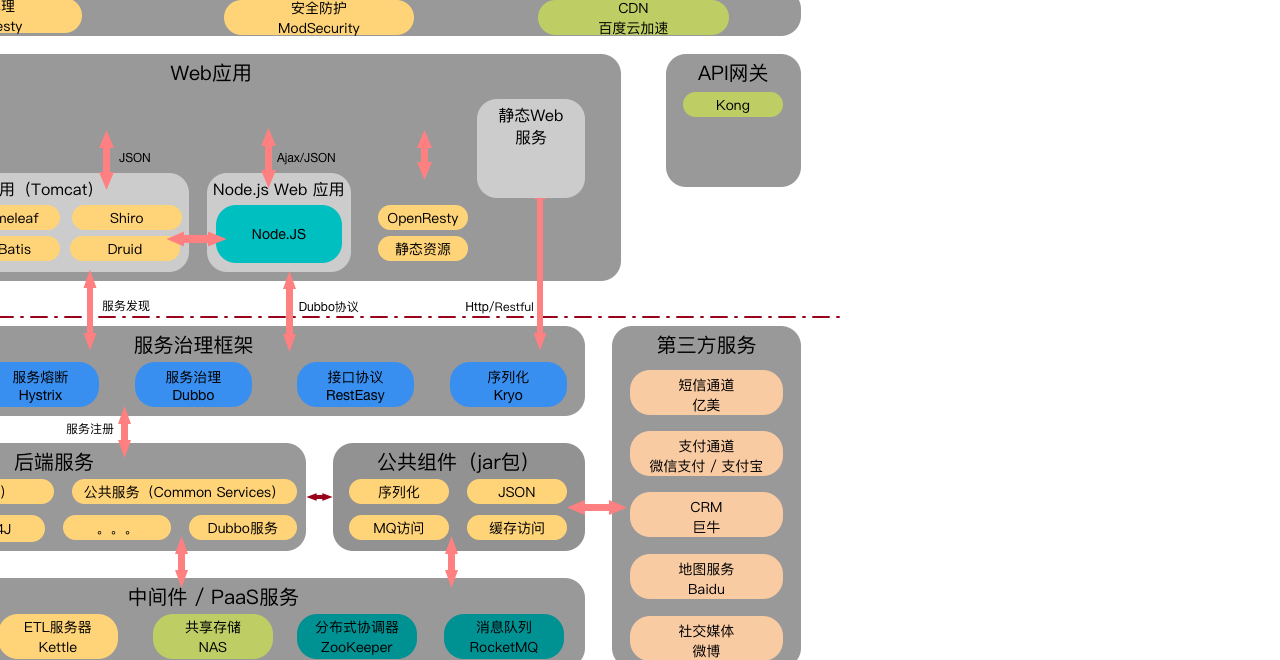 理
esty
安全防护
ModSecurity
CDN
百度云加速
Web应用
API网关
Kong
静态Web
服务
JSON
Ajax/JSON
用（Tomcat）
Node.js Web 应用
meleaf
Shiro
Node.JS
OpenResty
Batis
Druid
静态资源
服务发现
Dubbo协议
Http/Restful
服务治理框架
服务熔断
Hystrix
服务治理
Dubbo
接口协议
RestEasy
序列化
Kryo
第三方服务
短信通道
亿美
支付通道
微信支付 / 支付宝
CRM
巨牛
地图服务
Baidu
社交媒体
微博
服务注册
后端服务
）
公共服务（Common Services）
4J
。。。
Dubbo服务
公共组件（jar包）
序列化
JSON
MQ访问
缓存访问
中间件 / PaaS服务
ETL服务器
Kettle
共享存储
NAS
分布式协调器
ZooKeeper
消息队列
RocketMQ